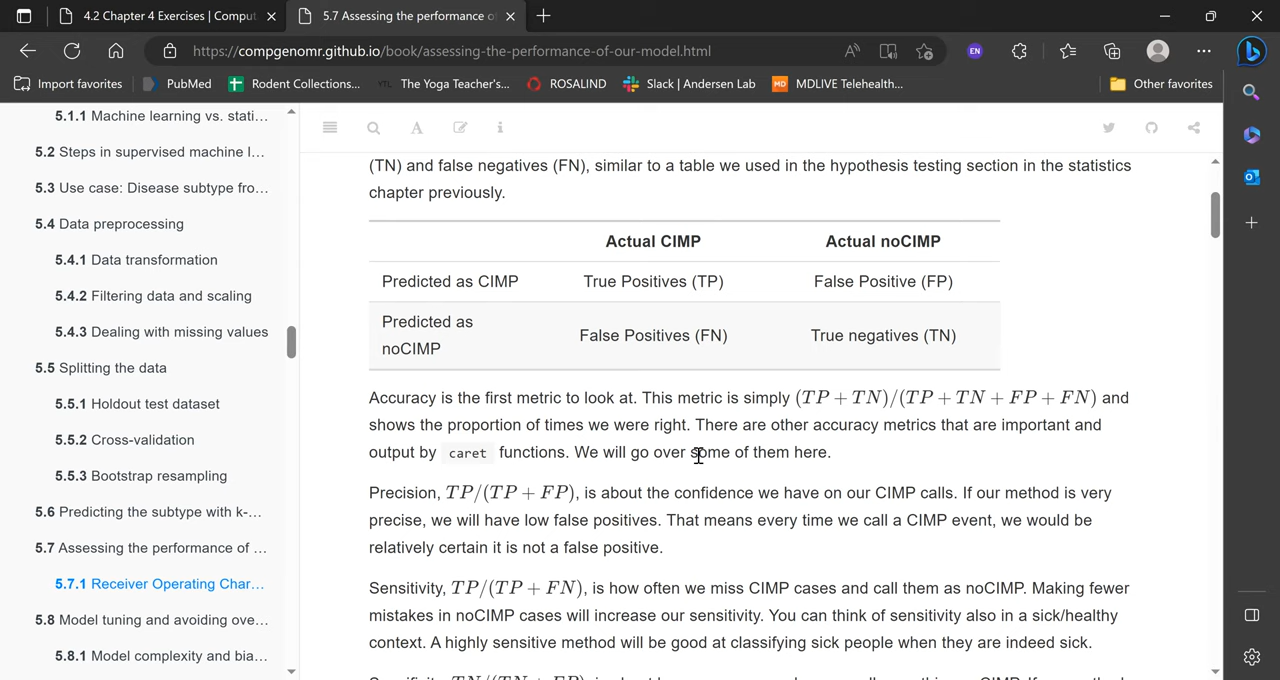 4.2 Chapter 4 Exercises | Comput
5.7 Assessing the performance o
https://compgenomr.github.io/book/assessing-the-performance-of-our-model.html
EN
Import favorites
PubMed
Rodent Collections...
YTL The Yoga Teacher's...
ROSALIND
Slack | Andersen Lab
MD MDLIVE Telehealth...
Other favorites
5.1.1 Machine learning vs. stati...
5.2 Steps in supervised machine l...
5.3 Use case: Disease subtype fro...
5.4 Data preprocessing
5.4.1 Data transformation
5.4.2 Filtering data and scaling
5.4.3 Dealing with missing values
5.5 Splitting the data
5.5.1 Holdout test dataset
5.5.2 Cross-validation
5.5.3 Bootstrap resampling
5.6 Predicting the subtype with k-...
5.7 Assessing the performance of ...
5.7.1 Receiver Operating Char...
5.8 Model tuning and avoiding ove...
5.8.1 Model complexity and bia...
(TN) and false negatives (FN), similar to a table we used in the hypothesis testing section in the statistics
chapter previously.
Actual CIMP Actual noCIMP
Predicted as CIMP True Positives (TP) False Positive (FP)
Predicted as
noCIMP False Positives (FN) True negatives (TN)
Accuracy is the first metric to look at. This metric is simply (TP + TN)/(TP + TN + FP + FN) and
shows the proportion of times we were right. There are other accuracy metrics that are important and
output by caret functions. We will go over some of them here.
Precision, TP/(TP + FP), is about the confidence we have on our CIMP calls. If our method is very
precise, we will have low false positives. That means every time we call a CIMP event, we would be
relatively certain it is not a false positive.
Sensitivity, TP/(TP + FN), is how often we miss CIMP cases and call them as noCIMP. Making fewer
mistakes in noCIMP cases will increase our sensitivity. You can think of sensitivity also in a sick/healthy
context. A highly sensitive method will be good at classifying sick people when they are indeed sick.